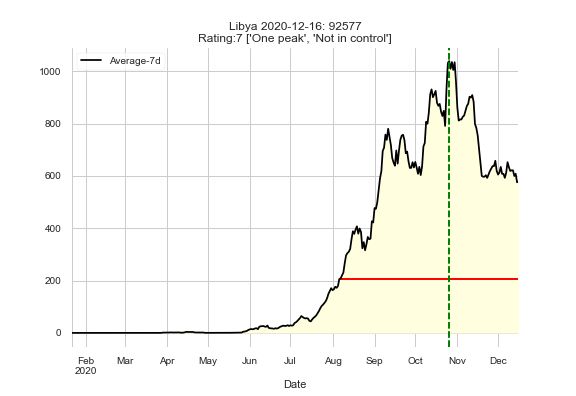 Libya 2020-12-16: 92577
Rating:7 ['One peak', 'Not in control']
Average-7d
1000
800
600
400
200
0
Feb Mar Apr May Jun Jul Aug Sep Oct Nov Dec
2020
Date